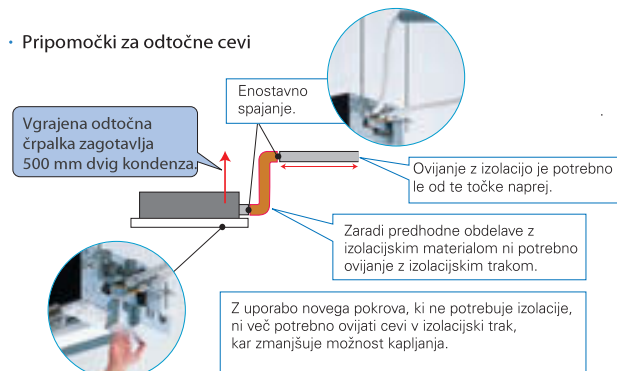 • Pripomočki za odtočne cevi
Enostavno
spajanje.
Vgrajena odtočna
črpalka zagotavlja
500 mm dvig kondenza.
Ovijanje z izolacijo je potrebno
le od te točke naprej.
Zaradi predhodne obdelave z
izolacijskim materialom ni potrebno
ovijanje z izolacijskim trakom.
Z uporabo novega pokrova, ki ne potrebuje izolacije,
ni več potrebno ovijati cevi v izolacijski trak,
kar zmanjšuje možnost kapljanja.